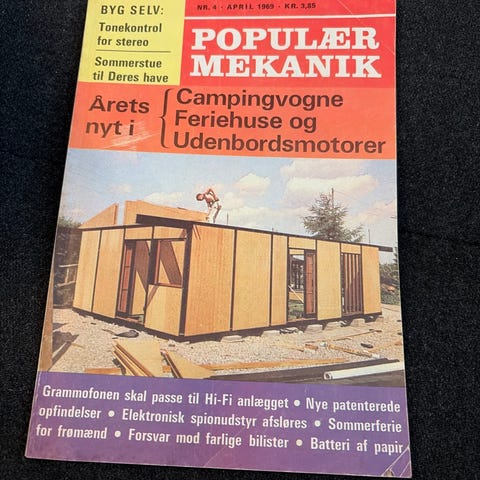 BYG SELV:
Tonekontrol
for stereo
Sommerstue
til Deres have
NR. 4 · APRIL 1969 · KR. 3,85
POPULÆR
MEKANIK
Årets
nyt i
Campingvogne
Feriehuse og
Udenbordsmotorer
Grammofonen skal passe til Hi-Fi anlægget • Nye patenterede
opfindelser • Elektronisk spionudstyr afsløres • Sommerferie
for frømænd • Forsvar mod farlige bilister • Batteri af papir